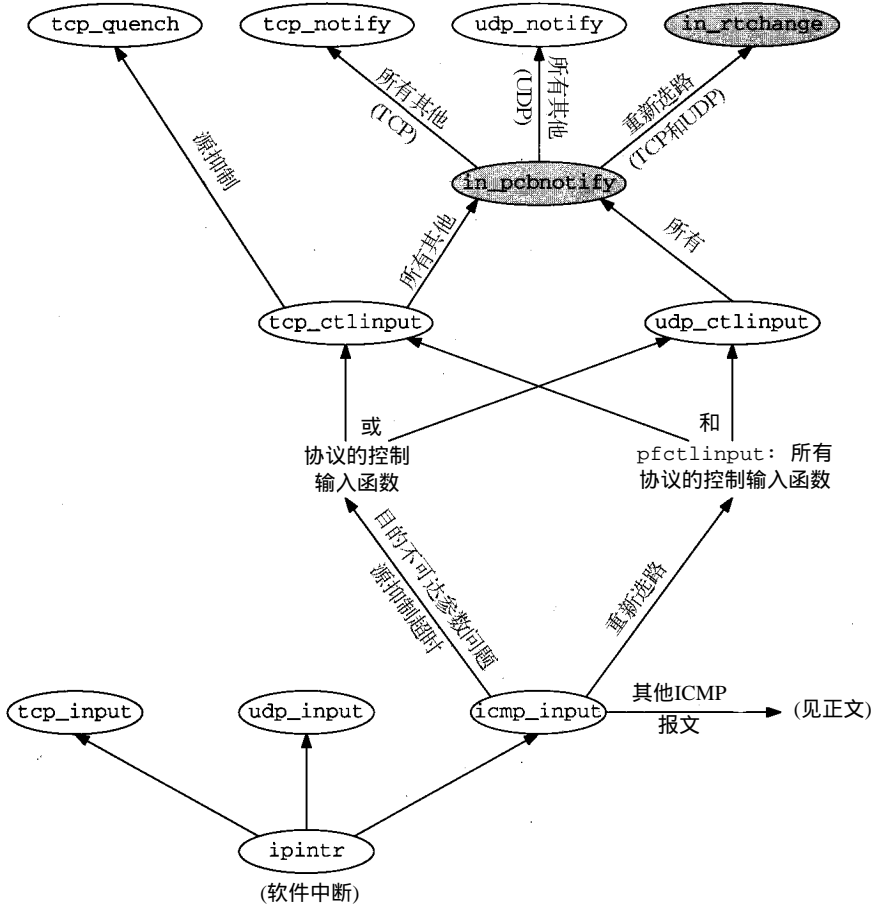 tcp_quench
tcp_notify
udp_notify
in_rtchange
所有其他
(TCP)
所有其他
(UDP)
重新选路
(TCP和UDP)
源抑制
in_pcbnotify
所有其他
所有
tcp_ctlinput
udp_ctlinput
或
协议的控制
输入函数
和
pfctlinput: 所有
协议的控制输入函数
目的不可达参数问题
源抑制超时
重新选路
tcp_input
udp_input
icmp_input
其他ICMP
报文
(见正文)
ipintr
(软件中断)